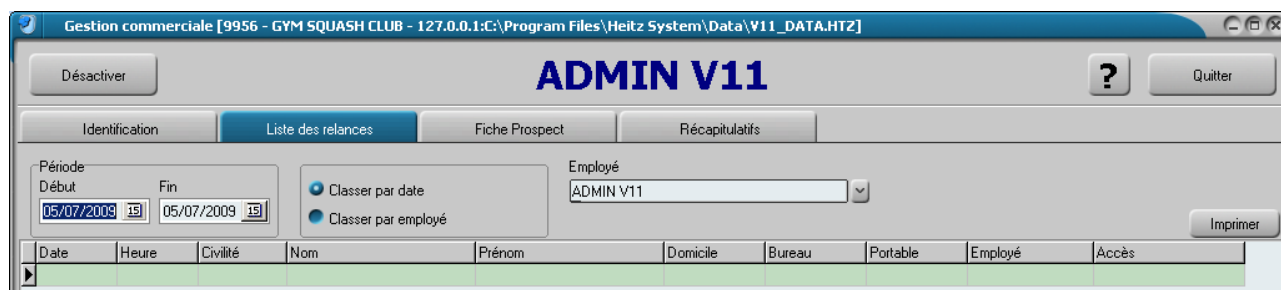 Gestion commerciale [9956 - GYM SQUASH CLUB - 127.0.0.1:C:\Program Files\Heitz System\Data\V11_DATA.HTZ]
Désactiver
ADMIN V11
?
Quitter
Identification
Liste des relances
Fiche Prospect
Récapitulatifs
Période
Début Fin
05/07/2009 15 05/07/2009 15
Classer par date
Classer par employé
Employé
ADMIN V11
Imprimer
Date Heure Civilité Nom Prénom Domicile Bureau Portable Employé Accès